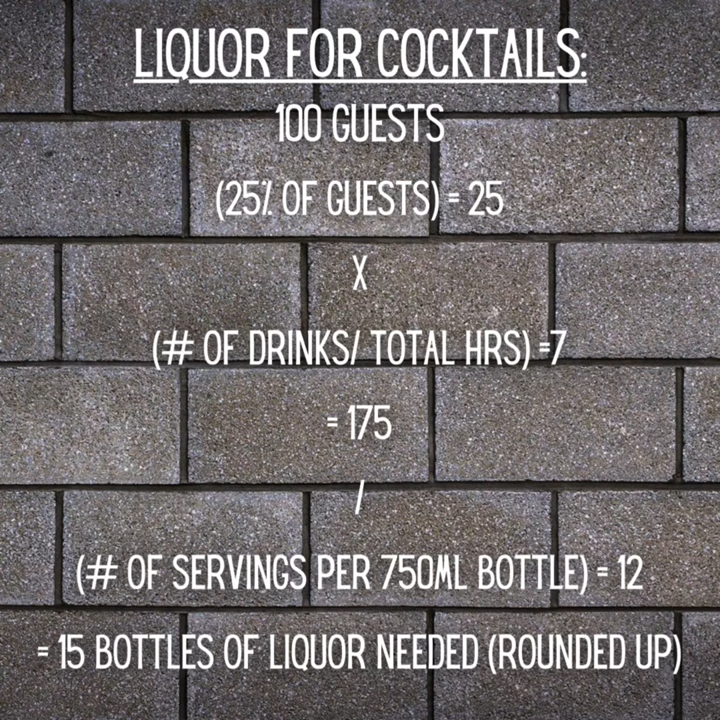 LIQUOR FOR COCKTAILS:
100 GUESTS
(25% OF GUESTS) = 25
X
(# OF DRINKS/ TOTAL HRS) =7
= 175
/
(# OF SERVINGS PER 750ML BOTTLE) = 12
= 15 BOTTLES OF LIQUOR NEEDED (ROUNDED UP)